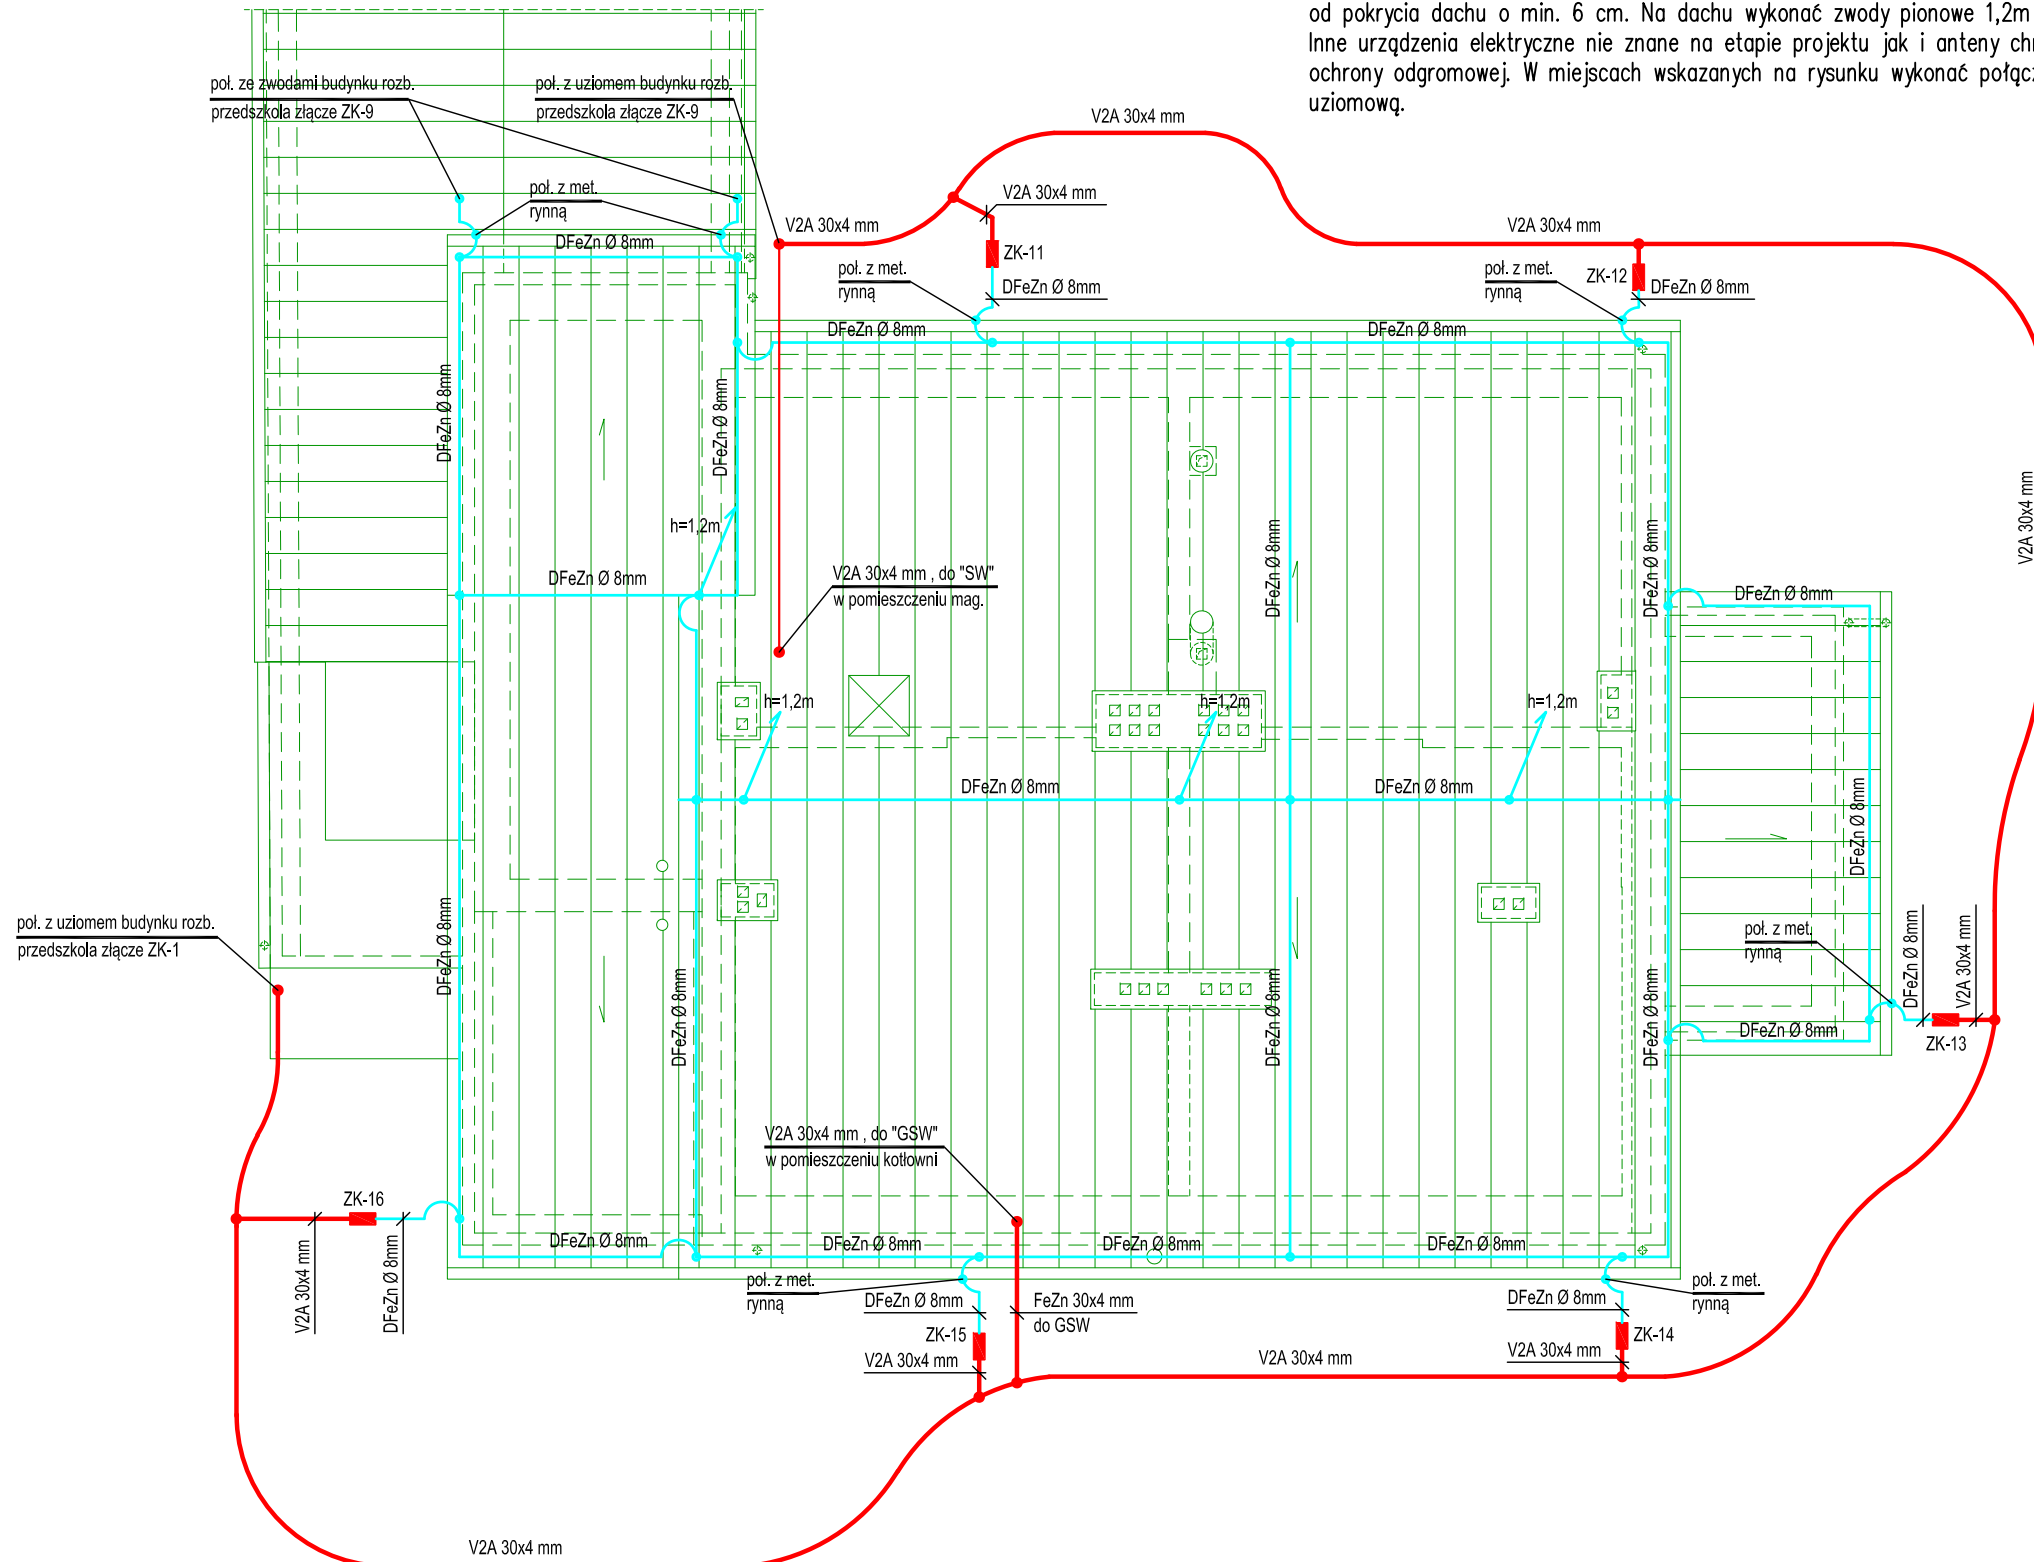 od pokrycia dachu o min. 6 cm. Na dachu wykonać zwody pionowe 1,2m
Inne urządzenia elektryczne nie znane na etapie projektu jak i anteny
ochrony odgromowej. W miejscach wskazanych na rysunku wykonać
uziomową.
poł. ze zwodami budynku rozb.
przedszkola złącze ZK-9
poł. z uziomem budynku rozb.
przedszkola złącze ZK-9
V2A 30x4 mm
poł. z met.
rynną
V2A 30x4 mm
V2A 30x4 mm
V2A 30x4 mm
DFeZn Ø 8mm
ZK-11
poł. z met.
rynną
DFeZn Ø 8mm
poł. z met.
rynną
ZK-12
DFeZn Ø 8mm
DFeZn Ø 8mm
DFeZn Ø 8mm
DFeZn Ø 8mm
DFeZn Ø 8mm
V2A 30x4 mm
h=1,2m
DFeZn Ø 8mm
DFeZn Ø 8mm
DFeZn Ø 8mm
V2A 30x4 mm , do "SW"
w pomieszczeniu mag.
DFeZn Ø 8mm
h=1,2m
h=1,2m
h=1,2m
DFeZn Ø 8mm
DFeZn Ø 8mm
DFeZn Ø 8mm
poł. z uziomem budynku rozb.
przedszkola złącze ZK-1
DFeZn Ø 8mm
poł. z met.
rynną
DFeZn Ø 8mm
V2A 30x4 mm
DFeZn Ø 8mm
DFeZn Ø 8mm
DFeZn Ø 8mm
DFeZn Ø 8mm
ZK-13
V2A 30x4 mm , do "GSW"
w pomieszczeniu kotłowni
ZK-16
V2A 30x4 mm
DFeZn Ø 8mm
DFeZn Ø 8mm
DFeZn Ø 8mm
DFeZn Ø 8mm
DFeZn Ø 8mm
poł. z met.
rynną
DFeZn Ø 8mm
FeZn 30x4 mm
do GSW
DFeZn Ø 8mm
poł. z met.
rynną
ZK-15
V2A 30x4 mm
V2A 30x4 mm
ZK-14
V2A 30x4 mm
V2A 30x4 mm